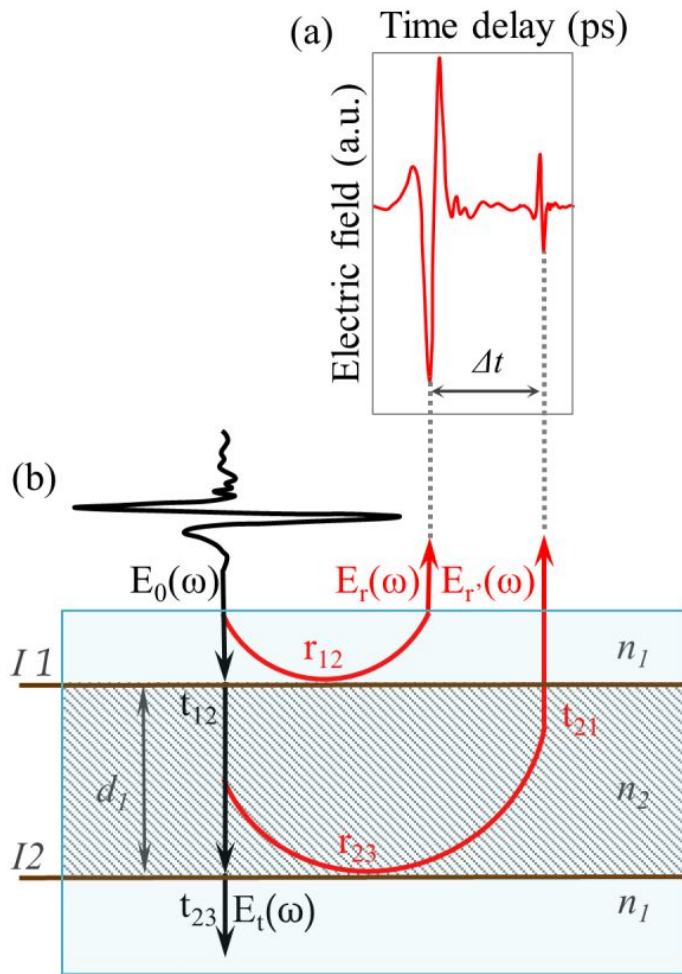 (a) Time delay (ps)
Electric field (a.u.)
Δt
(b)
E₀(ω) Eᵣ(ω) Eᵣ’(ω)
r₁₂ n₁
I1
t₁₂ t₂₁
d₁ n₂
r₂₃
I2
t₂₃ Eₜ(ω) n₁